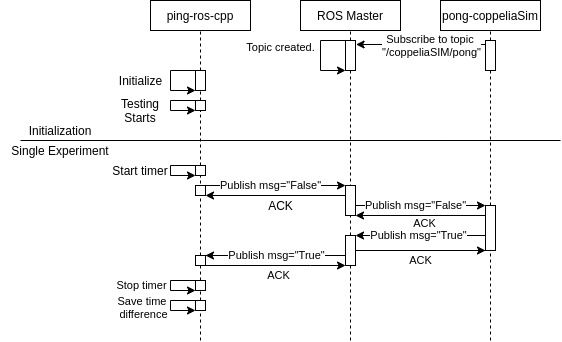 ping-ros-cpp
ROS Master
pong-coppeliaSim
Topic created.
Subscribe to topic
"/coppeliaSIM/pong"
Initialize
Testing
Starts
Initialization
Single Experiment
Start timer
Publish msg="False"
ACK
Publish msg="False"
ACK
Publish msg="True"
Publish msg="True"
ACK
ACK
Stop timer
Save time
difference